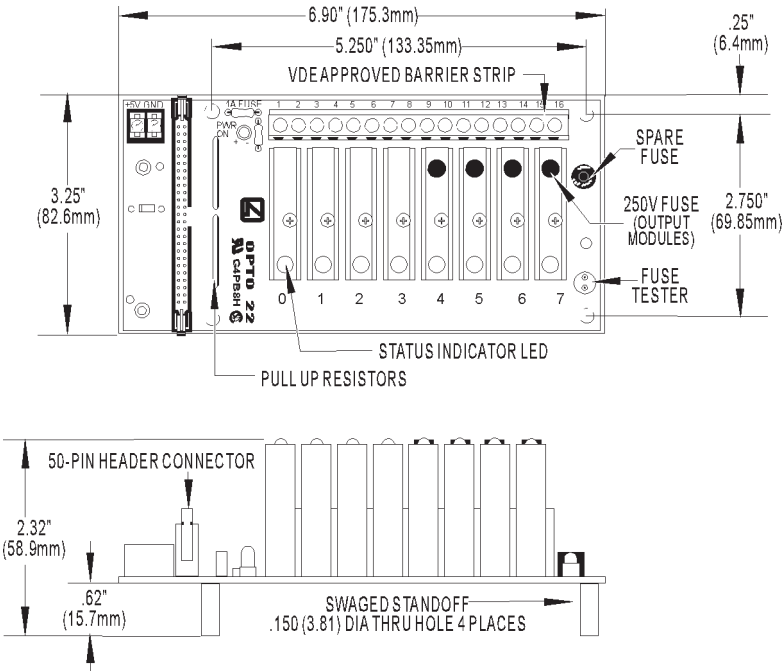 6.90" (175.3mm)
5.250" (133.35mm)
.25"
(6.4mm)
VDE APPROVED BARRIER STRIP
+5V GND
1A FUSE
1 2 3 4 5 6 7 8 9 10 11 12 13 14 15 16
PWR
ON
+ -
SPARE
FUSE
3.25"
(82.6mm)
250V FUSE
(OUTPUT
MODULES)
2.750"
(69.85mm)
OPTO 22
G4PB8H
FUSE
TESTER
0 1 2 3 4 5 6 7
STATUS INDICATOR LED
PULL UP RESISTORS
50-PIN HEADER CONNECTOR
2.32"
(58.9mm)
.62"
(15.7mm)
SWAGED STANDOFF
.150 (3.81) DIA THRU HOLE 4 PLACES